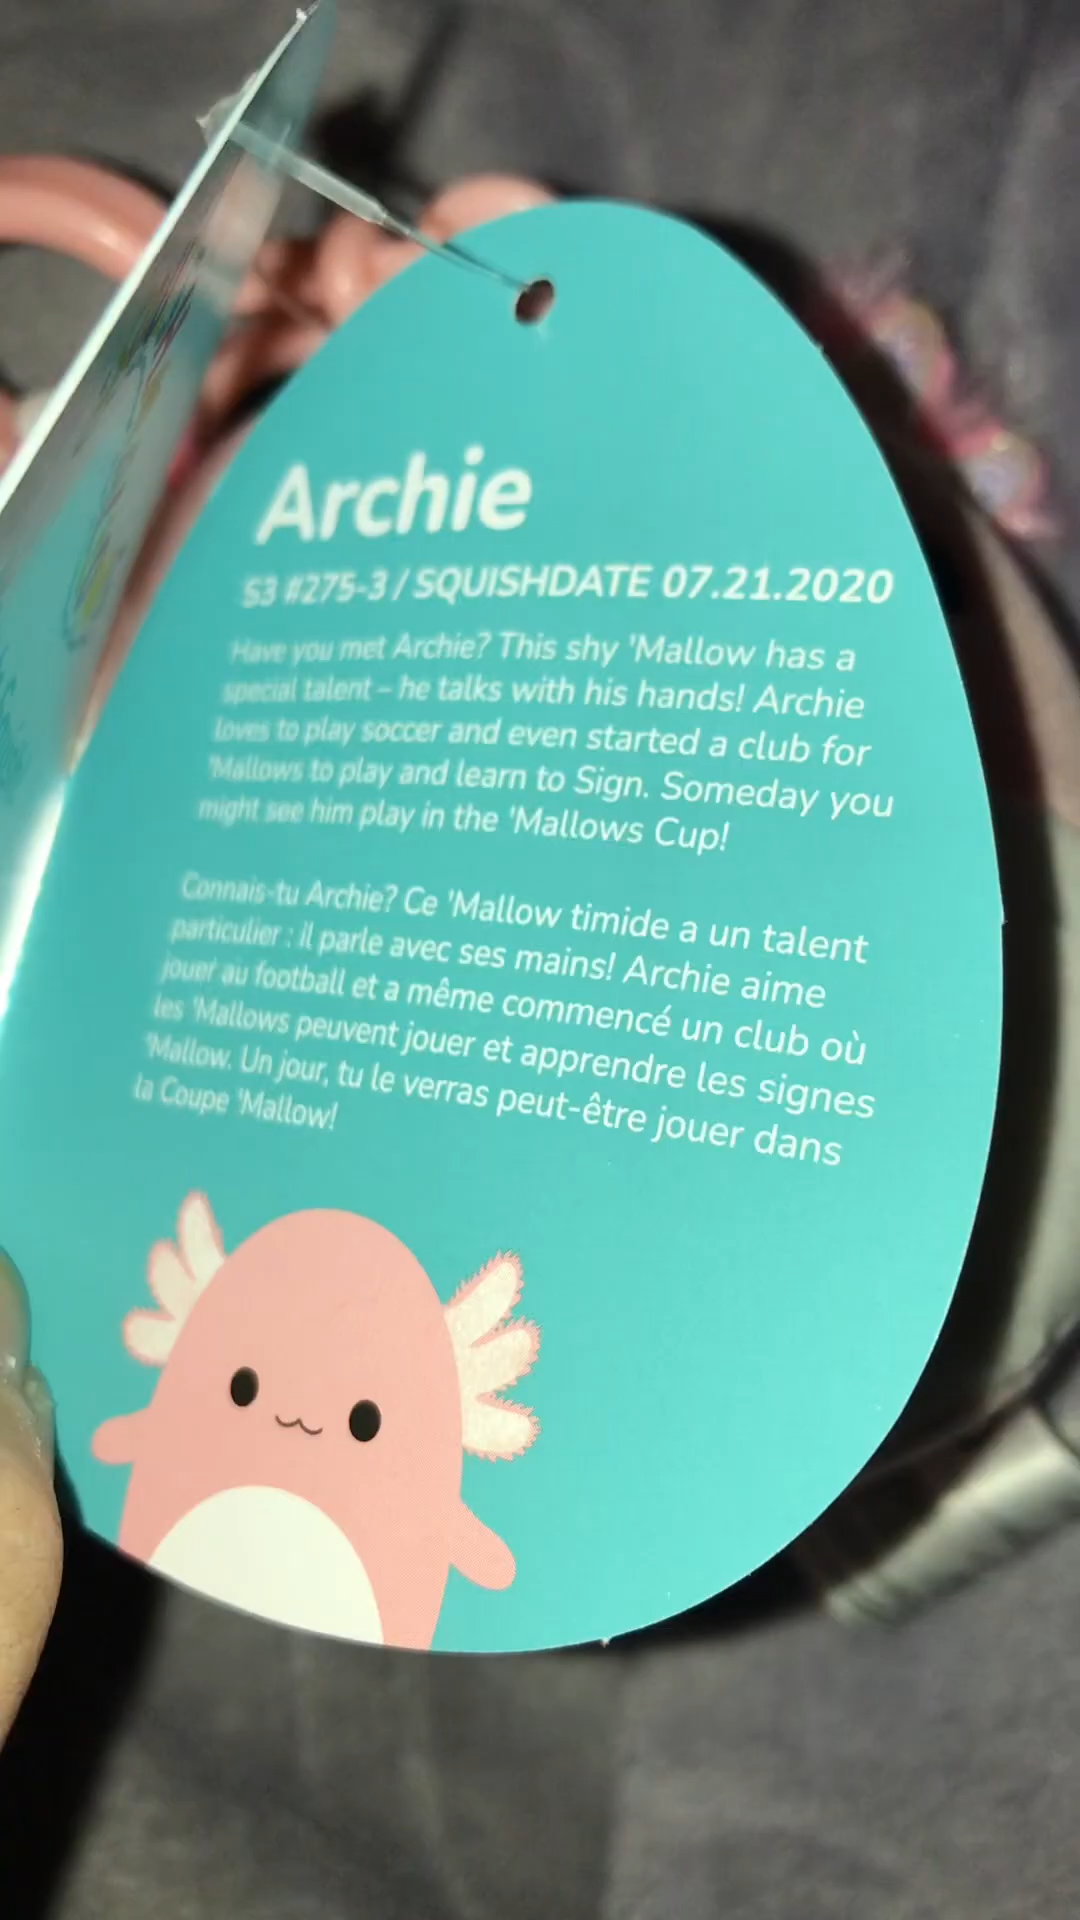 Archie
S3 #275-3 / SQUISHDATE 07.21.2020
Have you met Archie? This shy 'Mallow has a
special talent – he talks with his hands! Archie
loves to play soccer and even started a club for
'Mallows to play and learn to Sign. Someday you
might see him play in the 'Mallows Cup!
Connais-tu Archie? Ce 'Mallow timide a un talent
particulier : il parle avec ses mains! Archie aime
jouer au football et a même commencé un club où
les 'Mallows peuvent jouer et apprendre les signes
'Mallow. Un jour, tu le verras peut-être jouer dans
la Coupe 'Mallow!